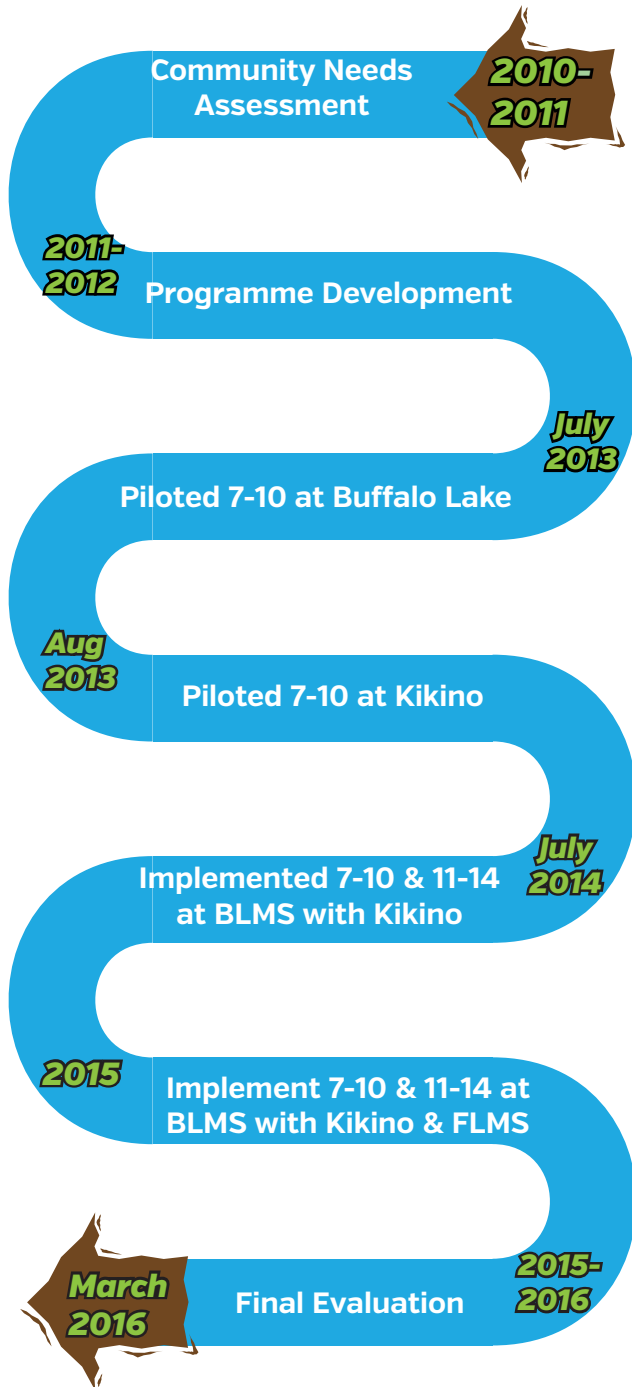 2010-
2011
Community Needs
Assessment
2011-
2012
Programme Development
July
2013
Piloted 7-10 at Buffalo Lake
Aug
2013
Piloted 7-10 at Kikino
July
2014
Implemented 7-10 & 11-14
at BLMS with Kikino
2015
Implement 7-10 & 11-14 at
BLMS with Kikino & FLMS
2015-
2016
Final Evaluation
March
2016